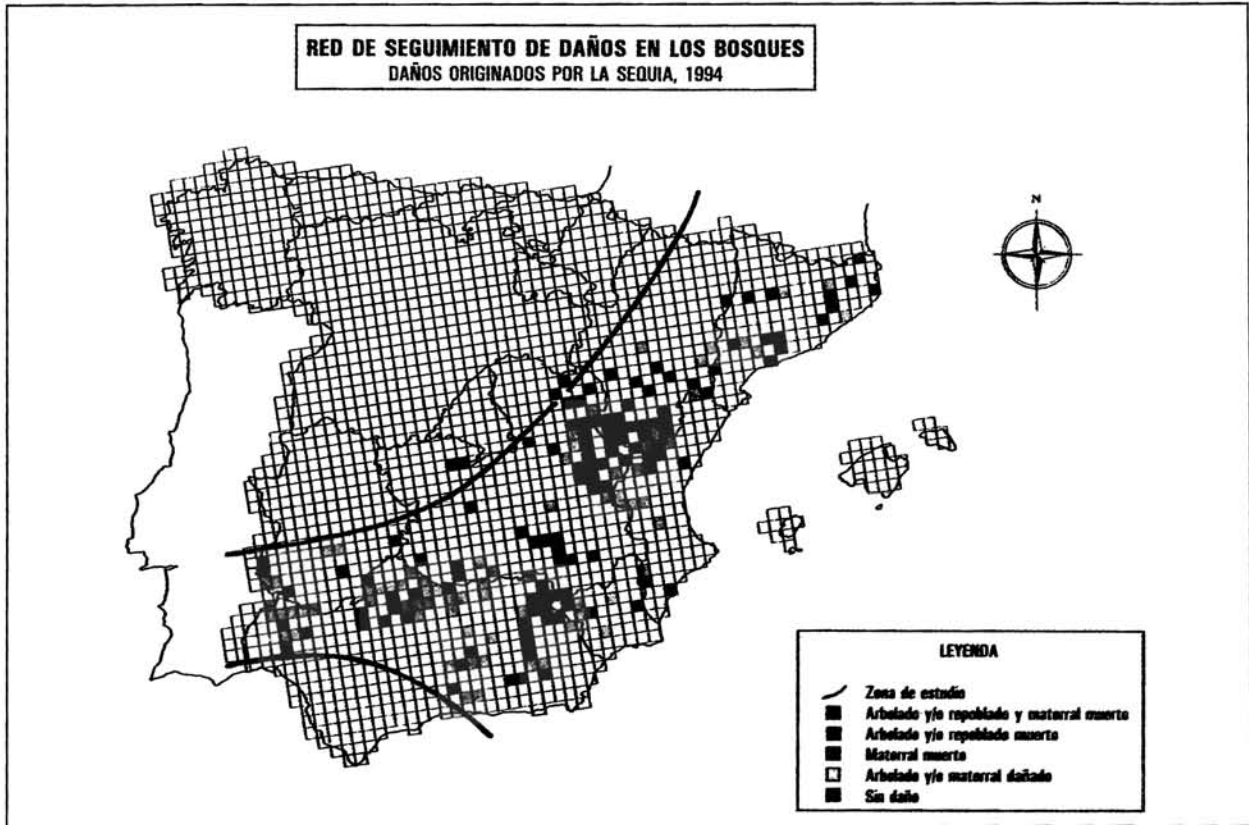 RED DE SEGUIMIENTO DE DAÑOS EN LOS BOSQUES
DAÑOS ORIGINADOS POR LA SEQUIA, 1994
N
LEYENDA
Zona de estudio
Arbolado y/o repoblado y matorral muerto
Arbolado y/o repoblado muerto
Matorral muerto
Arbolado y/o matorral dañado
Sin daño